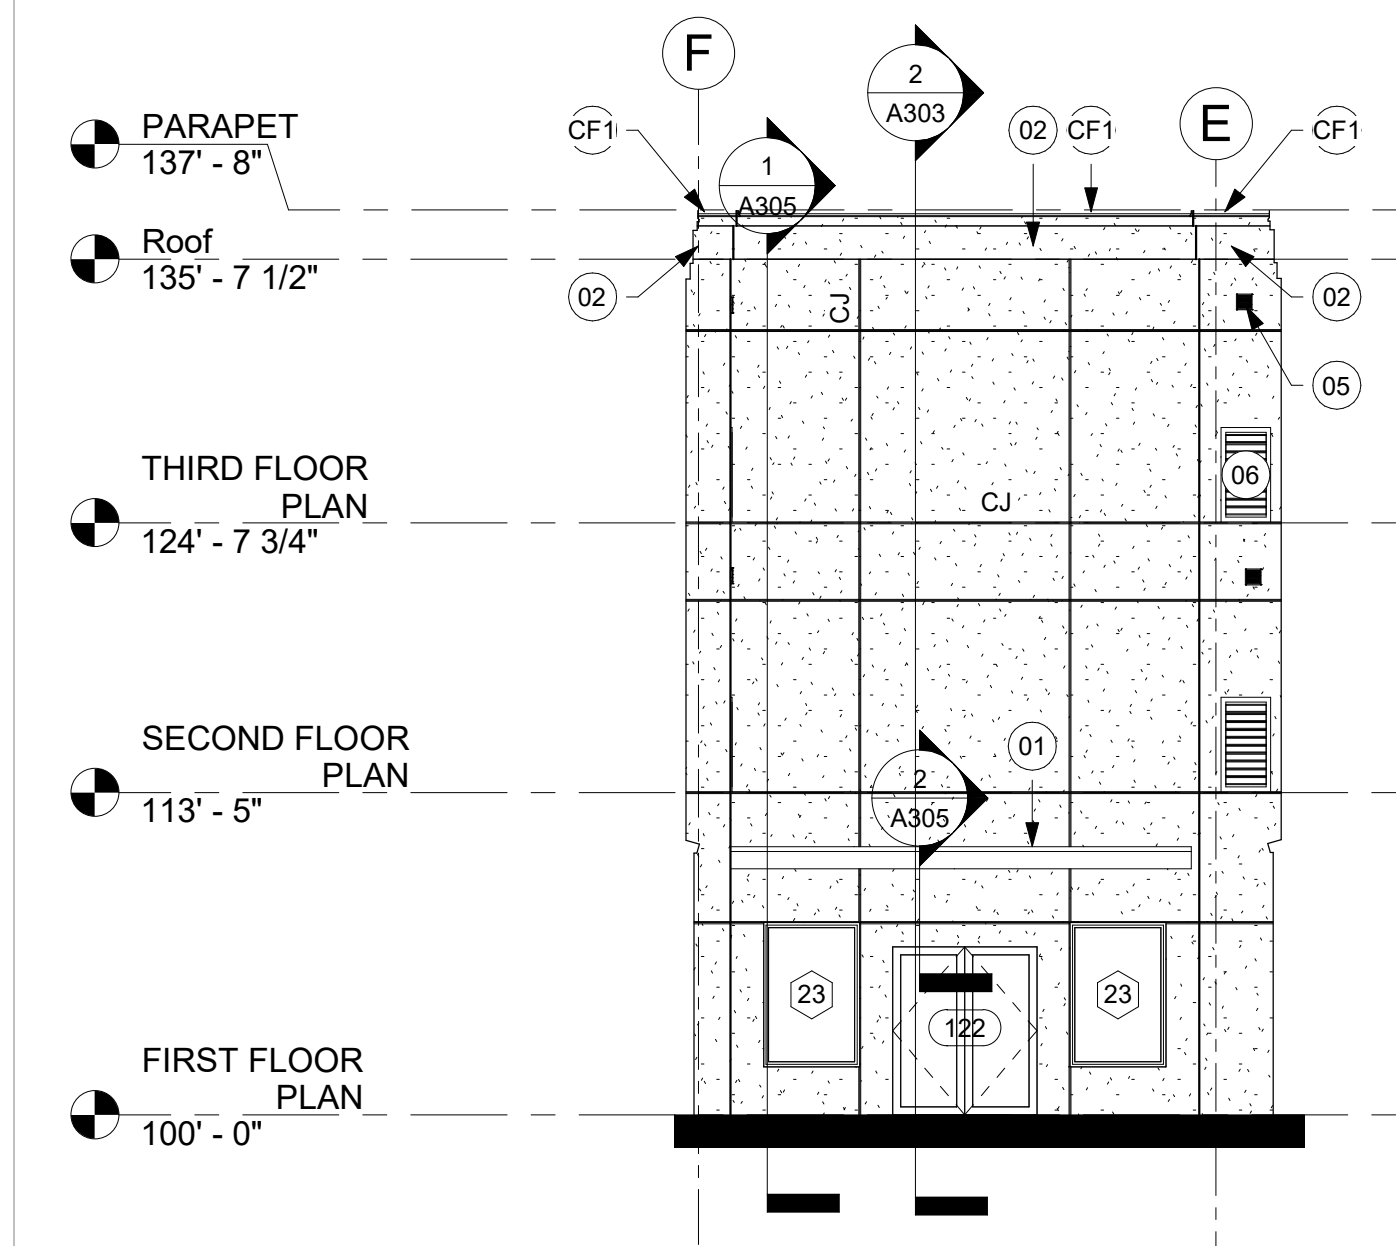 F
2
A303
E
CF1
02
CF1
CF1
PARAPET
137' - 8"
1
A305
Roof
135' - 7 1/2"
02
CJ
02
05
THIRD FLOOR
PLAN
124' - 7 3/4"
06
CJ
SECOND FLOOR
PLAN
113' - 5"
01
2
A305
23
122
23
FIRST FLOOR
PLAN
100' - 0"